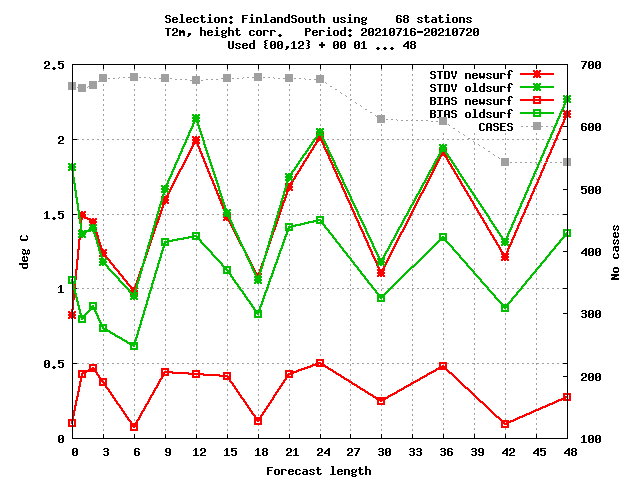 Selection: FinlandSouth using    68 stations
T2m, height corr.   Period: 20210716-20210720
Used {00,12} + 00 01 ... 48
2.5
2
1.5
1
0.5
0
deg C
700
600
500
400
300
200
100
No cases
STDV newsurf
STDV oldsurf
BIAS newsurf
BIAS oldsurf
CASES
0 3 6 9 12 15 18 21 24 27 30 33 36 39 42 45 48
Forecast length